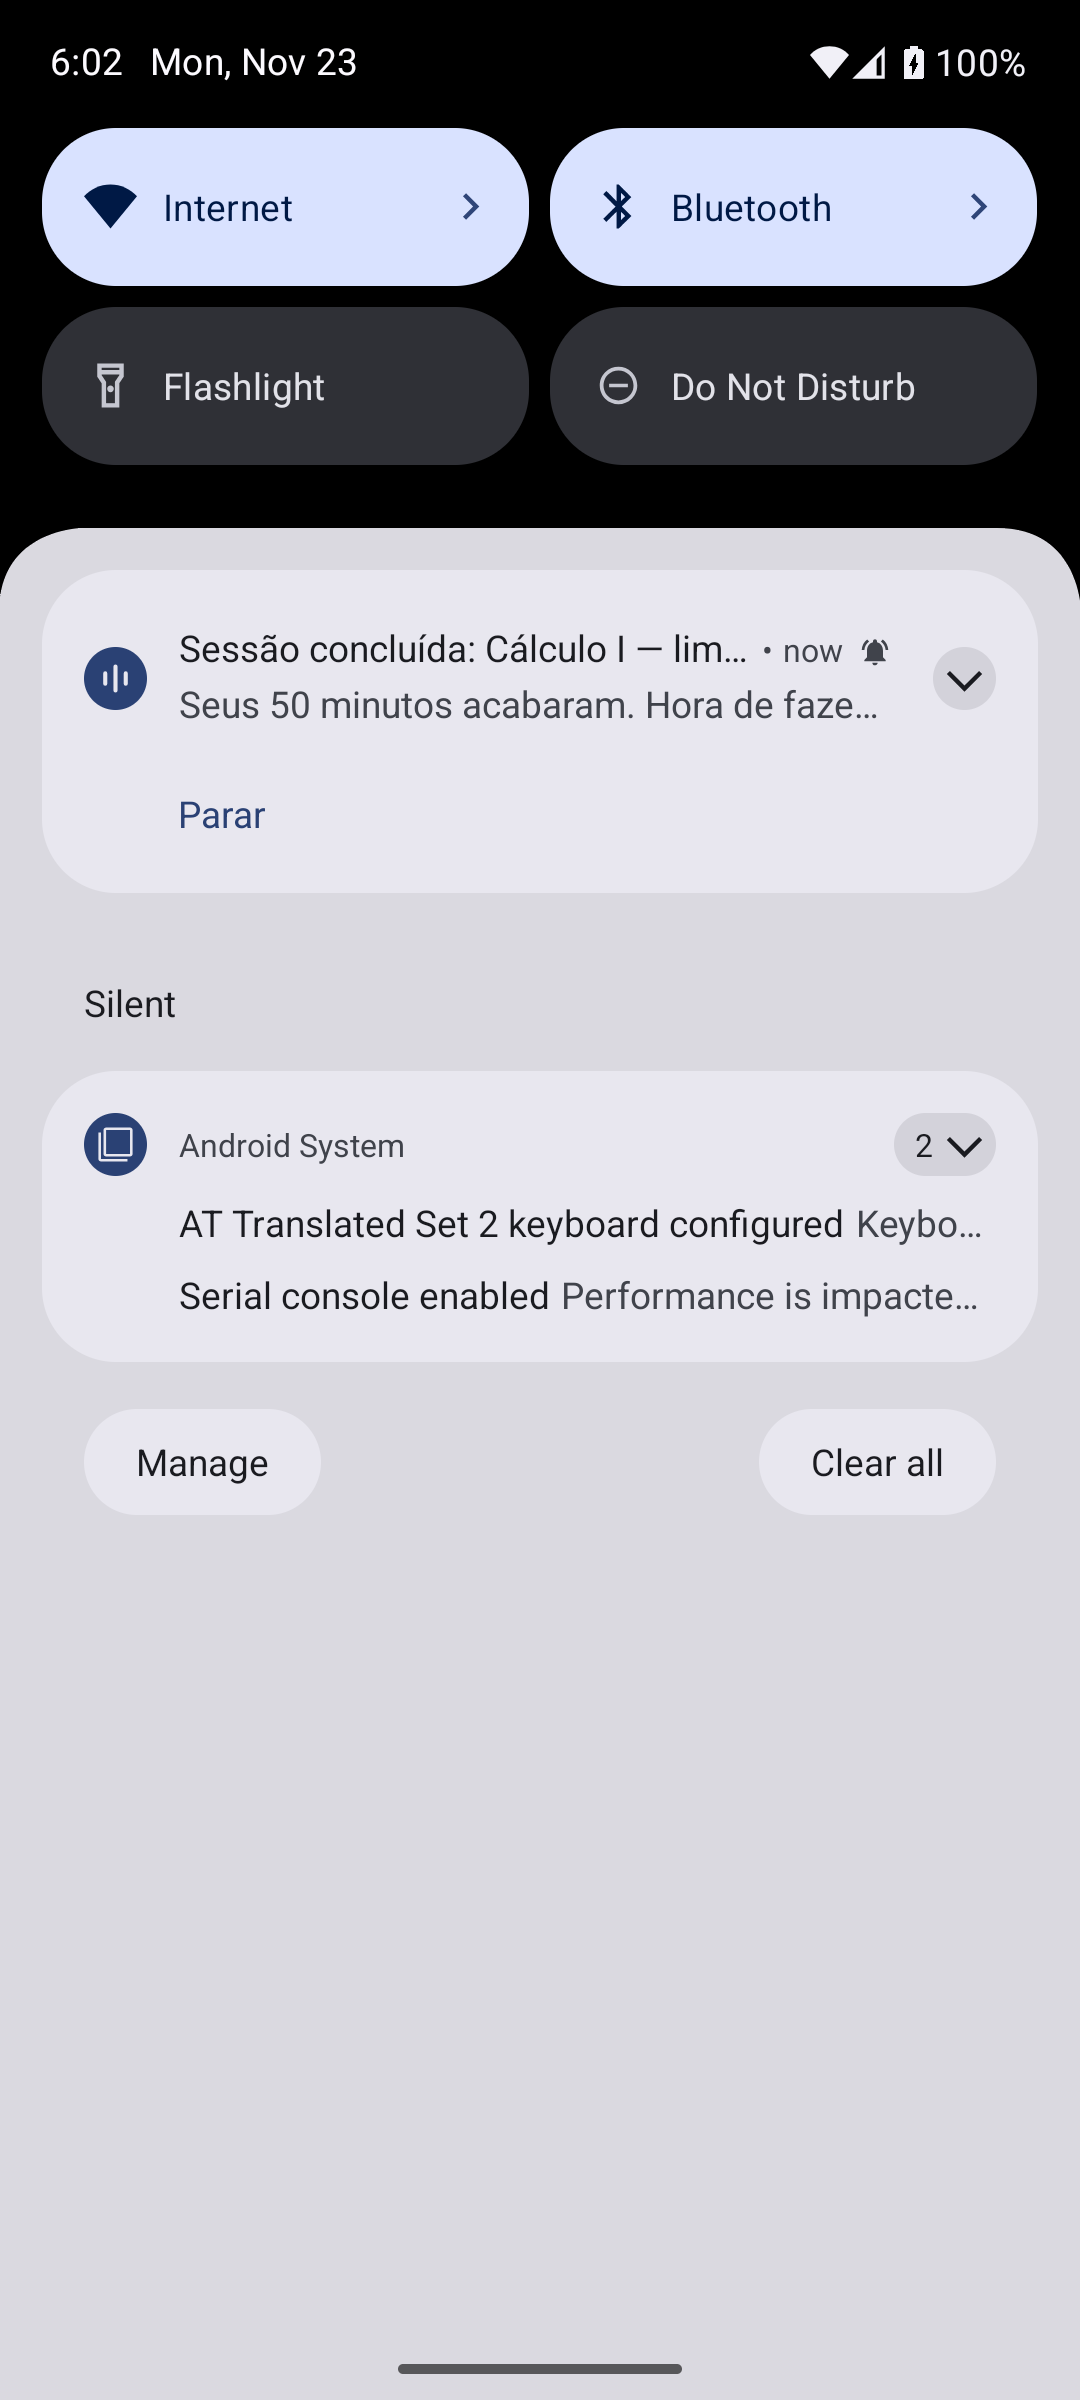 6:02 Mon, Nov 23 100%
Internet Bluetooth
Flashlight Do Not Disturb
Sessão concluída: Cálculo I — lim… • now
Seus 50 minutos acabaram. Hora de faze…
Parar
Silent
Android System 2
AT Translated Set 2 keyboard configured Keybo…
Serial console enabled Performance is impacte…
Manage Clear all